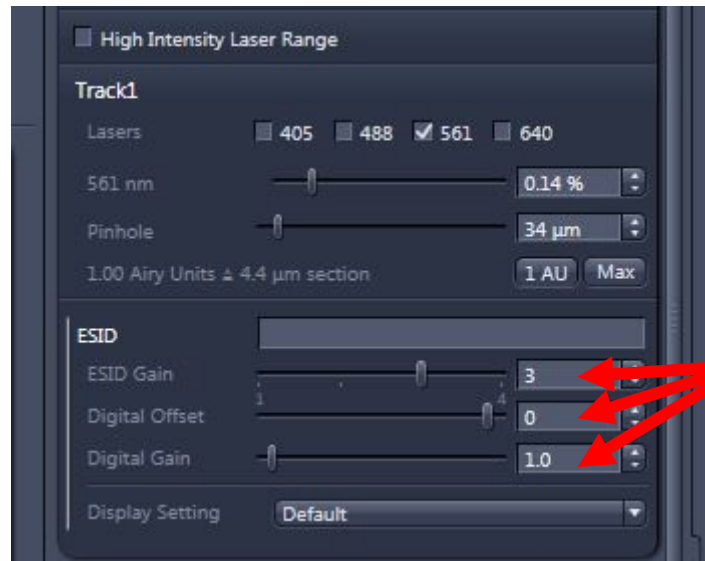 High Intensity Laser Range
Track1
Lasers 405 488 561 640
561 nm 0.14 %
Pinhole 34 µm
1.00 Airy Units ≙ 4.4 µm section 1 AU Max
ESID
ESID Gain 3
1 4
Digital Offset 0
Digital Gain 1.0
Display Setting Default